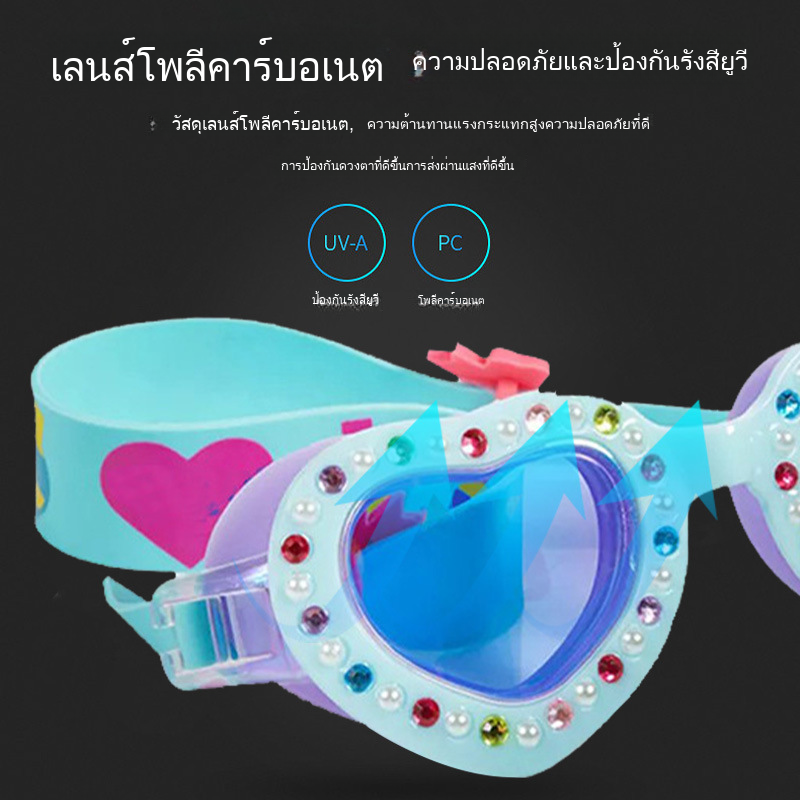 เลนส์โพลีคาร์บอเนต ความปลอดภัยและป้องกันรังสียูวี
วัสดุเลนส์โพลีคาร์บอเนต, ความต้านทานแรงกระแทกสูงความปลอดภัยที่ดี
การป้องกันดวงตาที่ดีขึ้นการส่งผ่านแสงที่ดีขึ้น
UV-A PC
ป้องกันรังสียูวี โพลีคาร์บอเนต